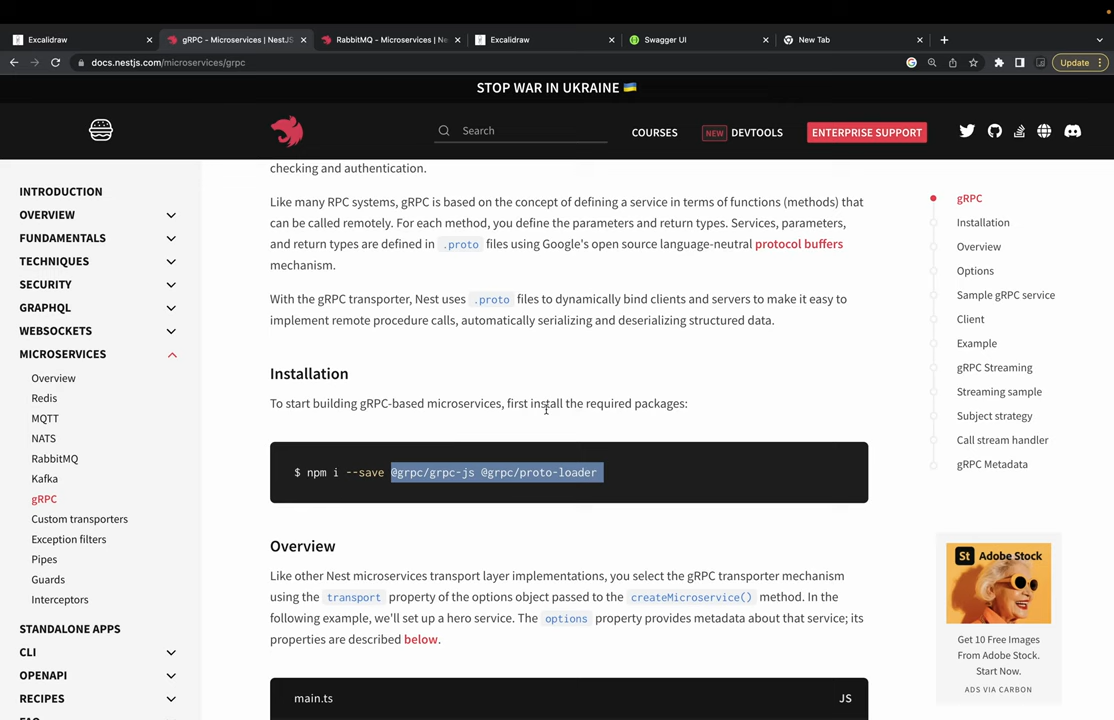 Excalidraw
gRPC - Microservices | NestJS
RabbitMQ - Microservices | Ne
Excalidraw
Swagger UI
New Tab
docs.nestjs.com/microservices/grpc
Update
STOP WAR IN UKRAINE 🇺🇦
Search
COURSES
NEW DEVTOOLS
ENTERPRISE SUPPORT
INTRODUCTION
OVERVIEW
FUNDAMENTALS
TECHNIQUES
SECURITY
GRAPHQL
WEBSOCKETS
MICROSERVICES
Overview
Redis
MQTT
NATS
RabbitMQ
Kafka
gRPC
Custom transporters
Exception filters
Pipes
Guards
Interceptors
STANDALONE APPS
CLI
OPENAPI
RECIPES
checking and authentication.
Like many RPC systems, gRPC is based on the concept of defining a service in terms of functions (methods) that
can be called remotely. For each method, you define the parameters and return types. Services, parameters,
and return types are defined in .proto files using Google's open source language-neutral protocol buffers
mechanism.
With the gRPC transporter, Nest uses .proto files to dynamically bind clients and servers to make it easy to
implement remote procedure calls, automatically serializing and deserializing structured data.
Installation
To start building gRPC-based microservices, first install the required packages:
$ npm i --save @grpc/grpc-js @grpc/proto-loader
Overview
Like other Nest microservices transport layer implementations, you select the gRPC transporter mechanism
using the transport property of the options object passed to the createMicroservice() method. In the
following example, we'll set up a hero service. The options property provides metadata about that service; its
properties are described below.
main.ts
JS
gRPC
Installation
Overview
Options
Sample gRPC service
Client
Example
gRPC Streaming
Streaming sample
Subject strategy
Call stream handler
gRPC Metadata
St Adobe Stock
Get 10 Free Images
From Adobe Stock.
Start Now.
ADS VIA CARBON